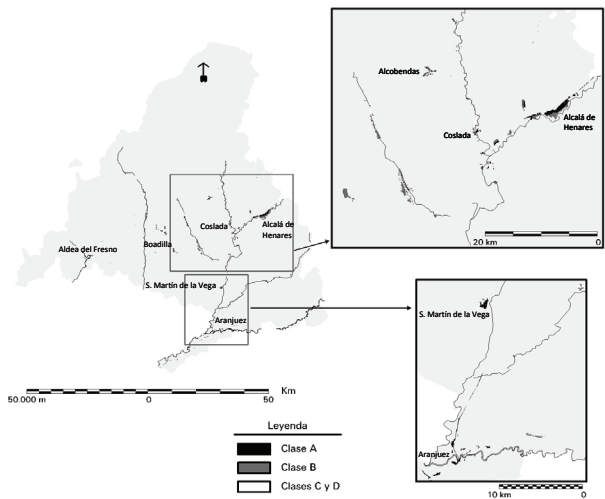 Alcobendas
Coslada
Alcalá de
Henares
20 km
0
Coslada
Alcalá de
Henares
Boadilla
Aldea del Fresno
S. Martín de la Vega
Aranjuez
S. Martín de la Vega
Aranjuez
10 km
0
Km
50.000 m
0
50
Leyenda
Clase A
Clase B
Clases C y D